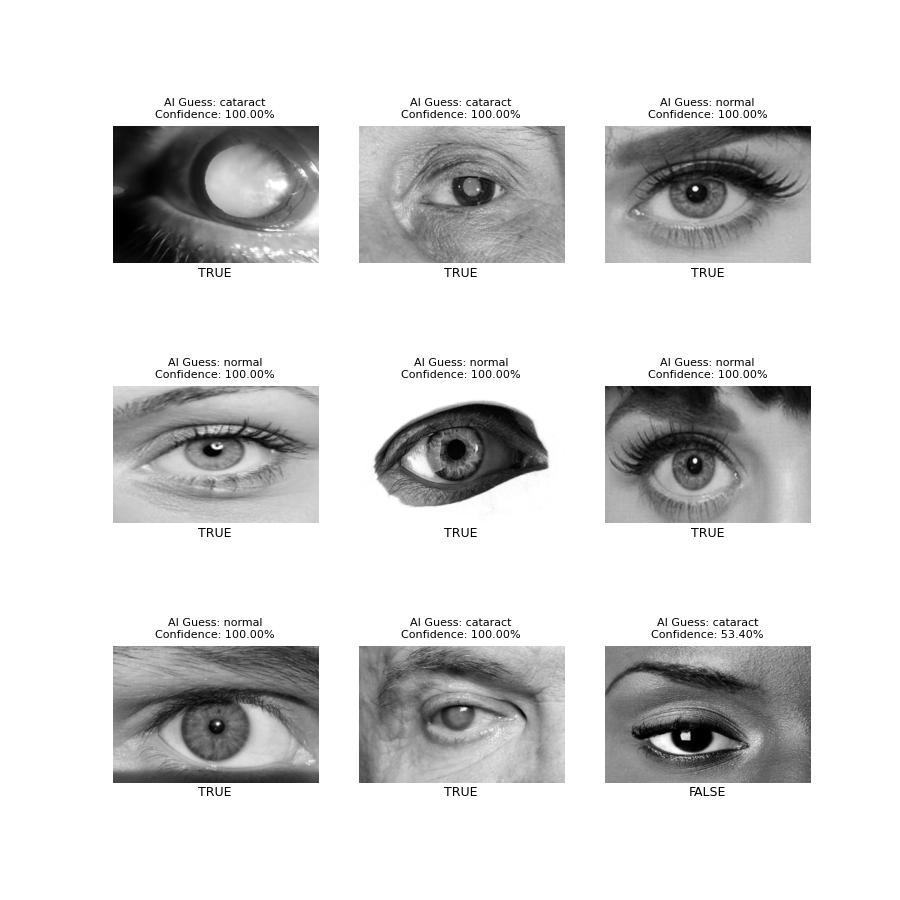 AI Guess: cataract
Confidence: 100.00%
TRUE
AI Guess: cataract
Confidence: 100.00%
TRUE
AI Guess: normal
Confidence: 100.00%
TRUE
AI Guess: normal
Confidence: 100.00%
TRUE
AI Guess: normal
Confidence: 100.00%
TRUE
AI Guess: normal
Confidence: 100.00%
TRUE
AI Guess: normal
Confidence: 100.00%
TRUE
AI Guess: cataract
Confidence: 100.00%
TRUE
AI Guess: cataract
Confidence: 53.40%
FALSE